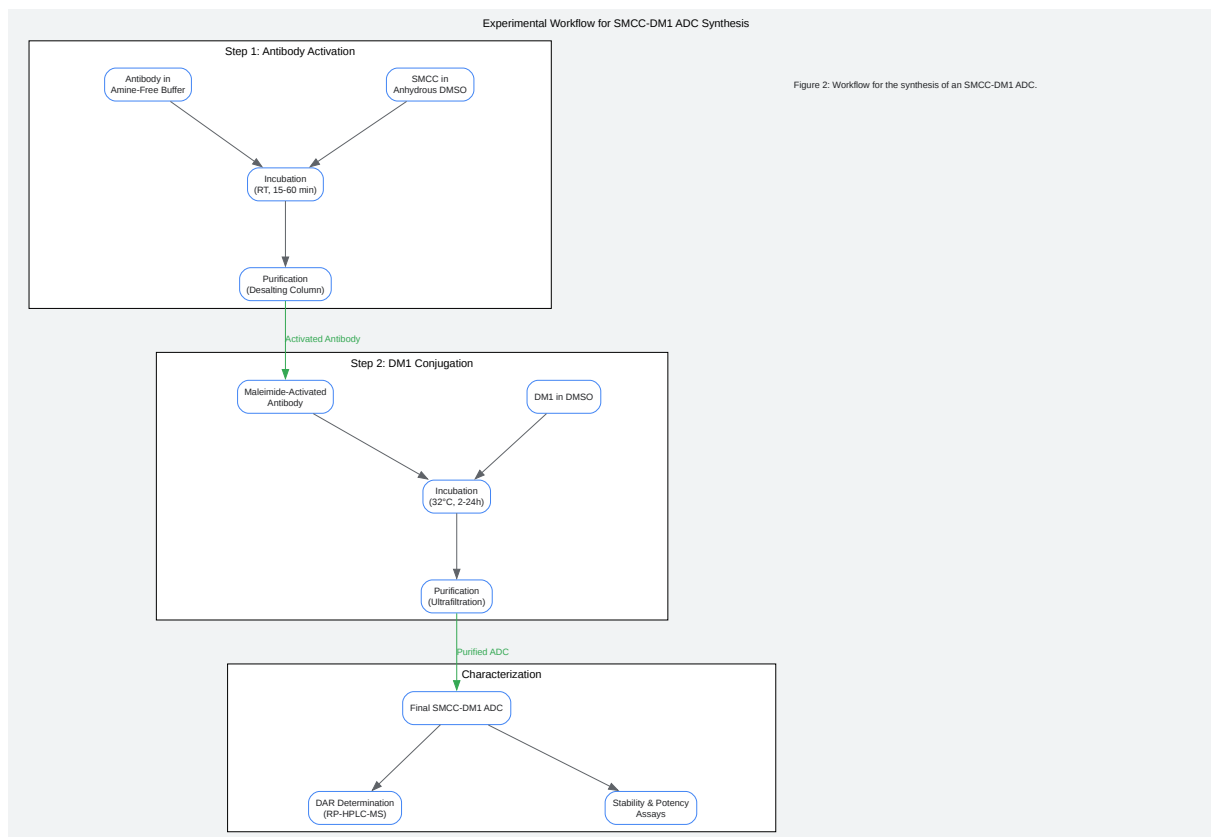 Experimental Workflow for SMCC-DM1 ADC Synthesis
Step 1: Antibody Activation
Antibody in
Amine-Free Buffer
SMCC in
Anhydrous DMSO
Figure 2: Workflow for the synthesis of an SMCC-DM1 ADC.
Incubation
(RT, 15-60 min)
Purification
(Desalting Column)
Activated Antibody
Step 2: DM1 Conjugation
Maleimide-Activated
Antibody
DM1 in DMSO
Incubation
(32°C, 2-24h)
Purification
(Ultrafiltration)
Purified ADC
Characterization
Final SMCC-DM1 ADC
DAR Determination
(RP-HPLC-MS)
Stability & Potency
Assays